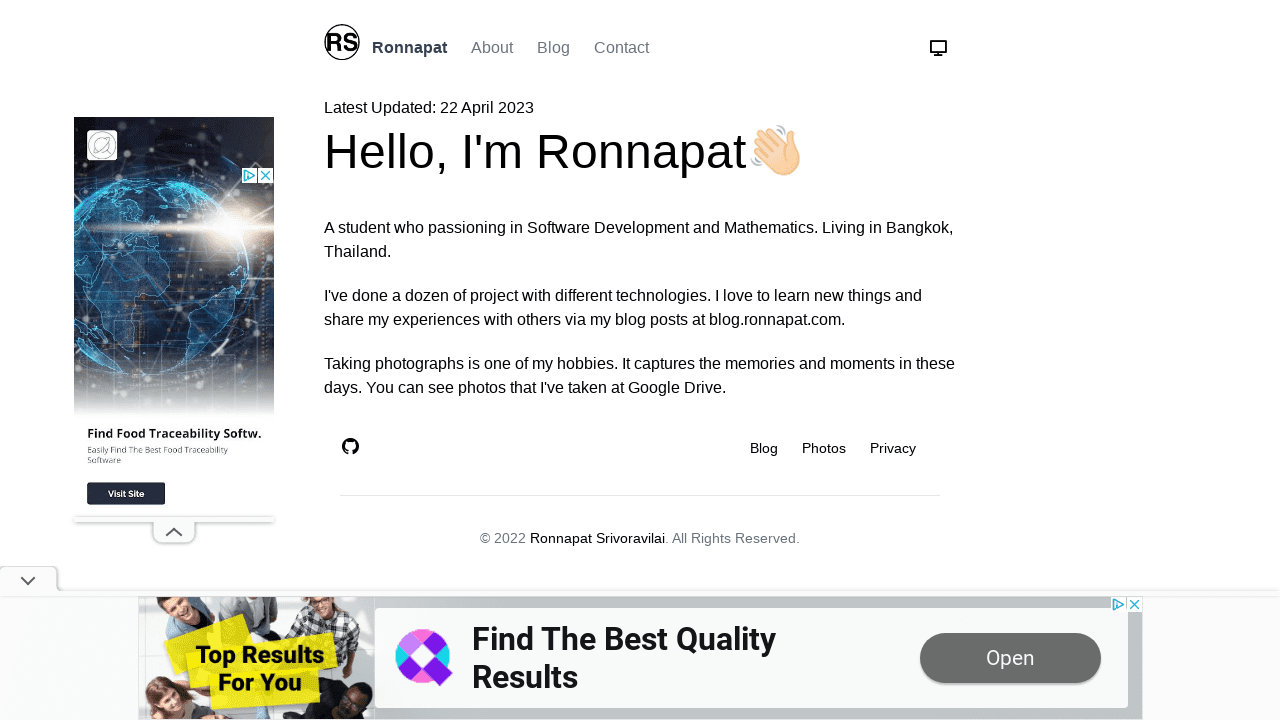 RS
Ronnapat
About
Blog
Contact
Latest Updated: 22 April 2023
Hello, I'm Ronnapat👋🏼
A student who passioning in Software Development and Mathematics. Living in Bangkok,
Thailand.
I've done a dozen of project with different technologies. I love to learn new things and
share my experiences with others via my blog posts at blog.ronnapat.com.
Taking photographs is one of my hobbies. It captures the memories and moments in these
days. You can see photos that I've taken at Google Drive.
Find Food Traceability Softw.
Easily Find The Best Food Traceability
Software
Visit Site
Blog
Photos
Privacy
© 2022 Ronnapat Srivoravilai. All Rights Reserved.
Top Results
For You
Find The Best Quality
Results
Open